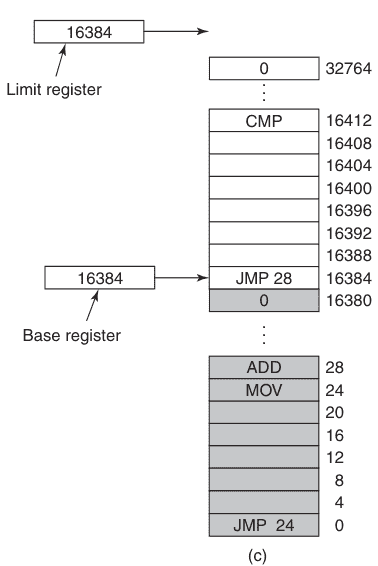 16384
Limit register
0 32764
⋮
CMP 16412
16408
16404
16400
16396
16392
16388
16384 JMP 28 16384
0 16380
Base register
⋮
ADD 28
MOV 24
20
16
12
8
4
JMP 24 0
(c)